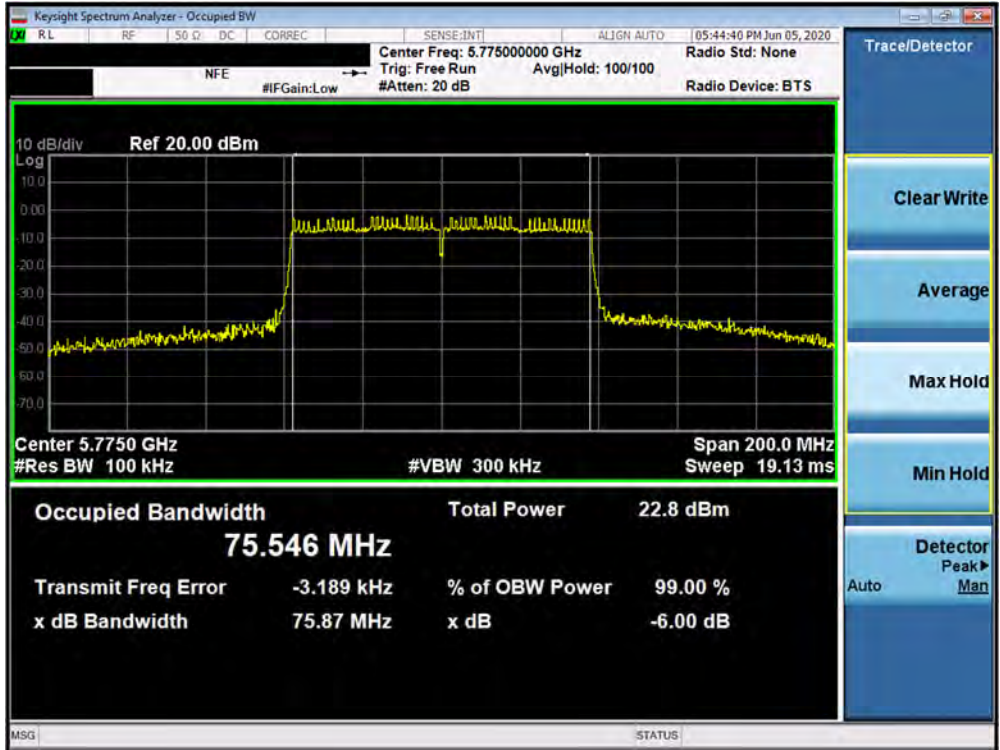 Keysight Spectrum Analyzer - Occupied BW
LXI RL RF 50 Ω DC CORREC SENSE:INT ALIGN AUTO 05:44:40 PM Jun 05, 2020
Center Freq: 5.775000000 GHz Radio Std: None
NFE Trig: Free Run Avg|Hold: 100/100
#IFGain:Low #Atten: 20 dB Radio Device: BTS
10 dB/div Ref 20.00 dBm
Log
10.0
0.00
-10.0
-20.0
-30.0
-40.0
-50.0
-60.0
-70.0
Center 5.7750 GHz Span 200.0 MHz
#Res BW 100 kHz #VBW 300 kHz Sweep 19.13 ms
Occupied Bandwidth Total Power 22.8 dBm
75.546 MHz
Transmit Freq Error -3.189 kHz % of OBW Power 99.00 %
x dB Bandwidth 75.87 MHz x dB -6.00 dB
Trace/Detector
Clear Write
Average
Max Hold
Min Hold
Detector
Peak▶
Auto Man
MSG STATUS